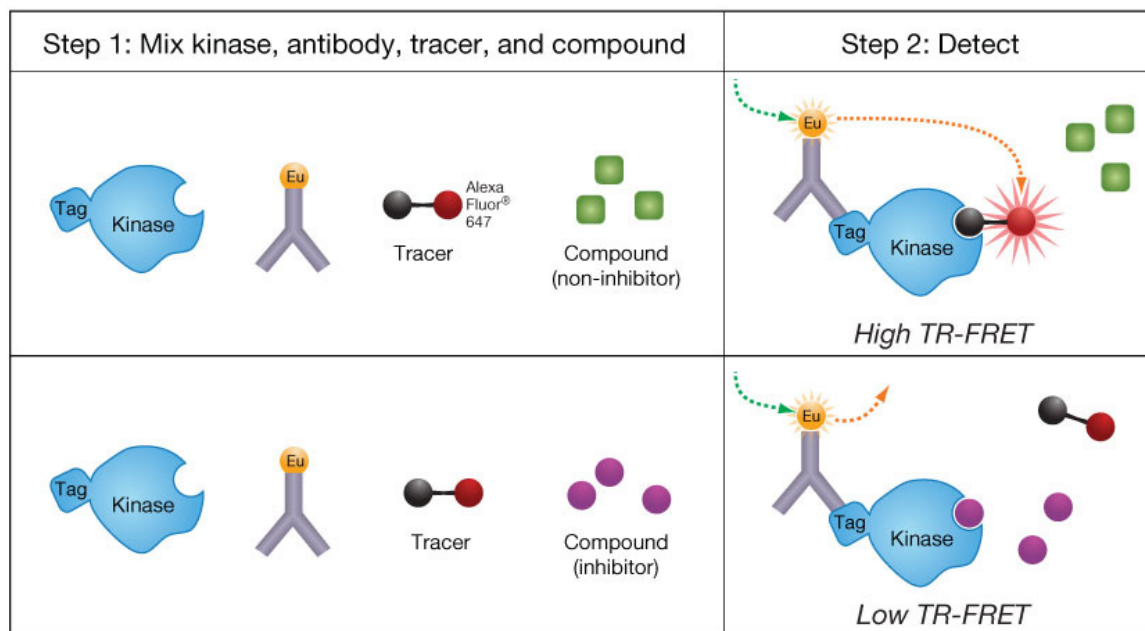 Step 1: Mix kinase, antibody, tracer, and compound
Step 2: Detect
Tag
Kinase
Eu
Alexa
Fluor®
647
Tracer
Compound
(non-inhibitor)
Eu
Tag
Kinase
High TR-FRET
Tag
Kinase
Eu
Tracer
Compound
(inhibitor)
Eu
Tag
Kinase
Low TR-FRET